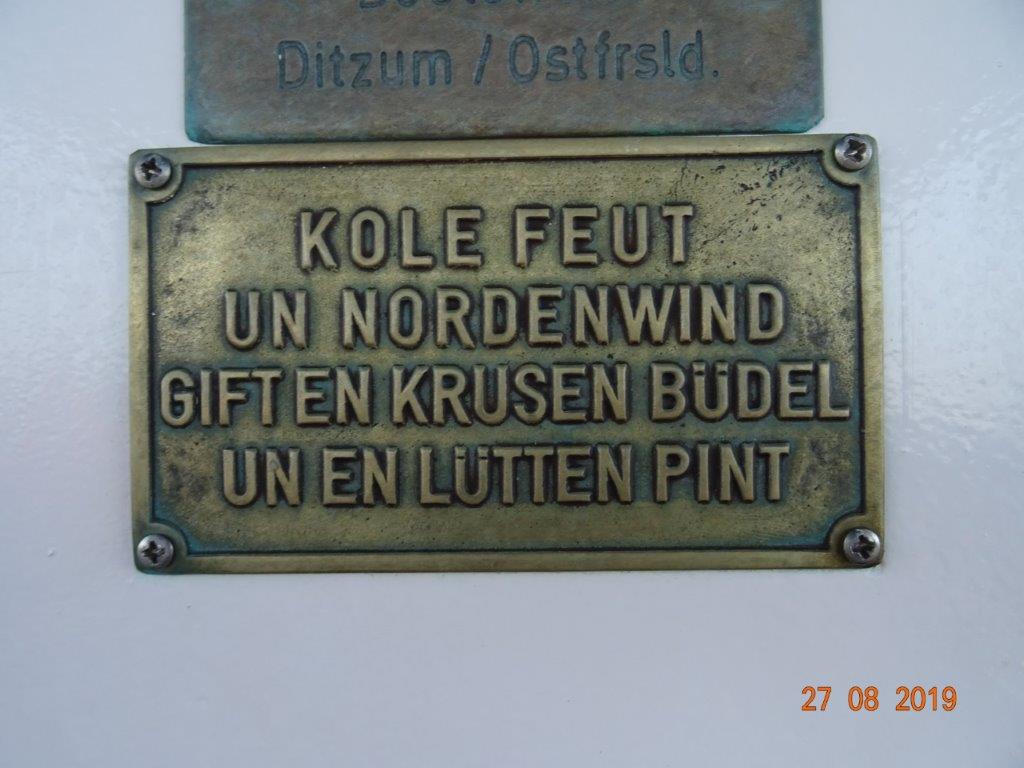 Ditzum / Ostfrsld.
KOLE FEUT
UN NORDENWIND
GIFT EN KRUSEN BÜDEL
UN EN LÜTTEN PINT
27 08 2019